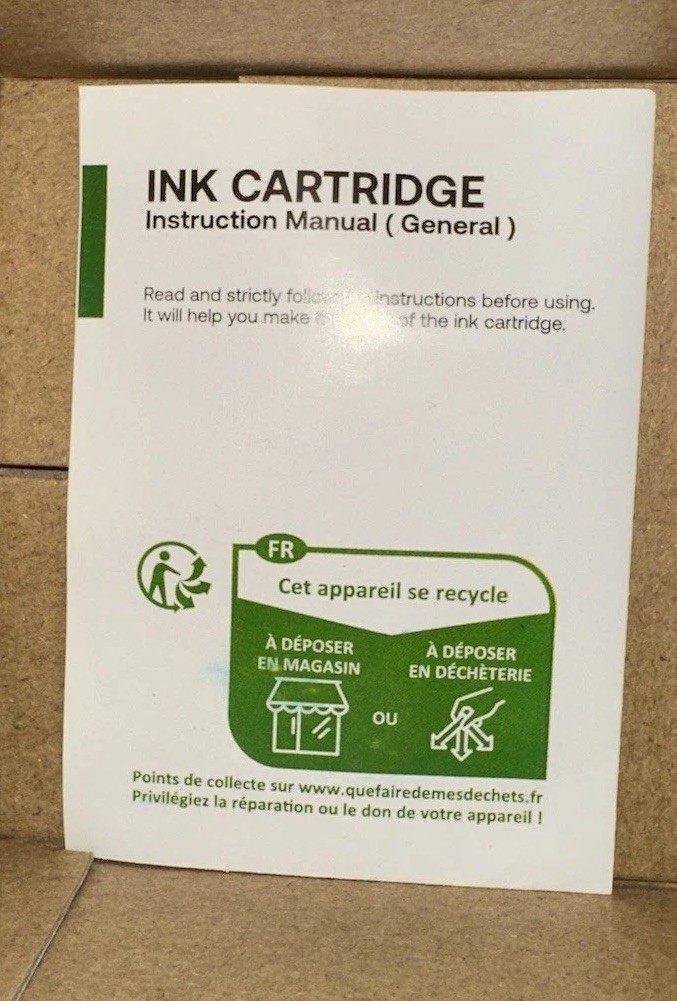 INK CARTRIDGE
Instruction Manual ( General )
Read and strictly instructions before using.
It will help you make of the ink cartridge.
FR
Cet appareil se recycle
À DÉPOSER
EN MAGASIN
OU
À DÉPOSER
EN DÉCHÈTERIE
Points de collecte sur www.quefairedemesdechets.fr
Privilégiez la réparation ou le don de votre appareil !